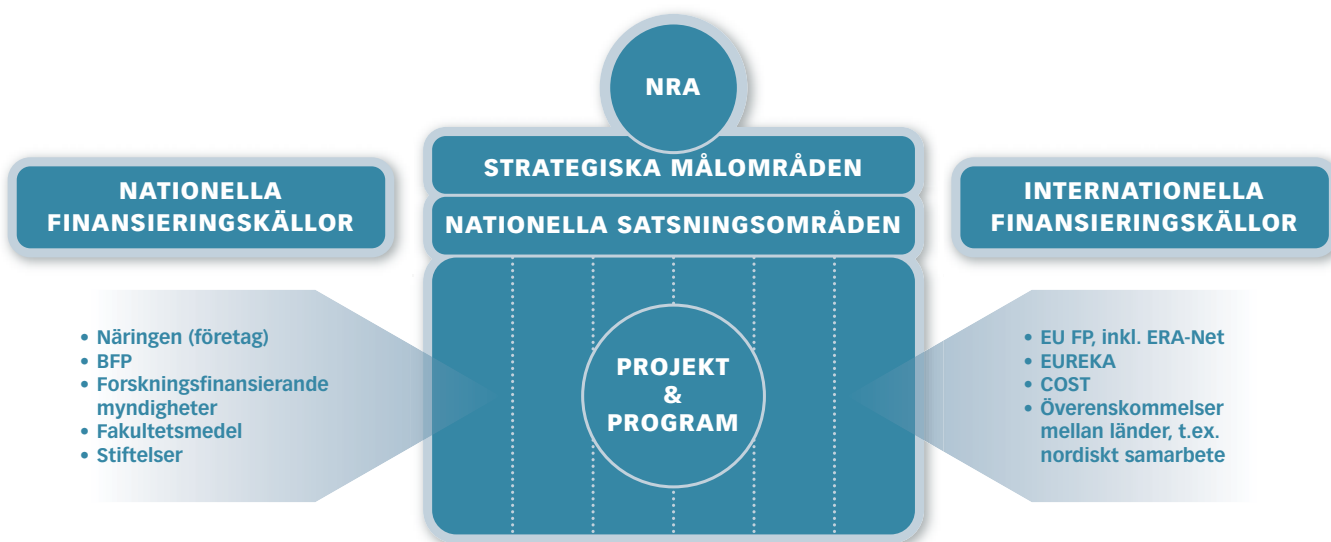 NRA
STRATEGISKA MÅLOMRÅDEN
NATIONELLA SATSNINGSOMRÅDEN
NATIONELLA
FINANSIERINGSKÄLLOR
• Näringen (företag)
• BFP
• Forskningsfinansierande
myndigheter
• Fakultetsmedel
• Stiftelser
PROJEKT
&
PROGRAM
INTERNATIONELLA
FINANSIERINGSKÄLLOR
• EU FP, inkl. ERA-Net
• EUREKA
• COST
• Överenskommelser
mellan länder, t.ex.
nordiskt samarbete